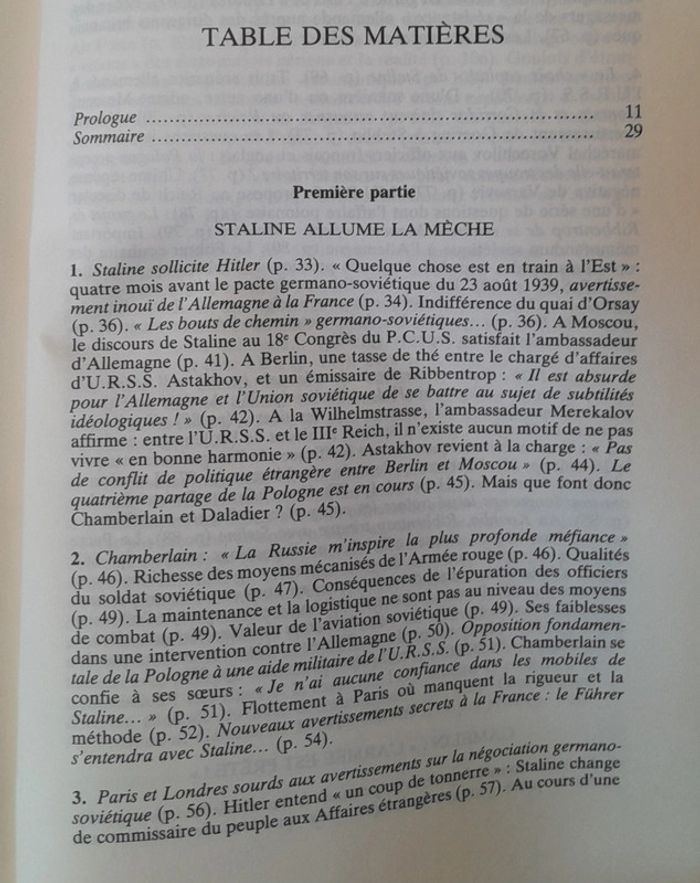 TABLE DES MATIÈRES
Prologue ........................................................... 11
Sommaire ........................................................... 29
Première partie
STALINE ALLUME LA MÈCHE
1. Staline sollicite Hitler (p. 33). « Quelque chose est en train à l'Est » :
quatre mois avant le pacte germano-soviétique du 23 août 1939, avertisse-
ment inouï de l'Allemagne à la France (p. 34). Indifférence du quai d'Orsay
(p. 36). « Les bouts de chemin » germano-soviétiques... (p. 36). A Moscou,
le discours de Staline au 18e Congrès du P.C.U.S. satisfait l'ambassadeur
d'Allemagne (p. 41). A Berlin, une tasse de thé entre le chargé d'affaires
d'U.R.S.S. Astakhov, et un émissaire de Ribbentrop : « Il est absurde
pour l'Allemagne et l'Union soviétique de se battre au sujet de subtilités
idéologiques ! » (p. 42). A la Wilhelmstrasse, l'ambassadeur Merekalov
affirme : entre l'U.R.S.S. et le IIIe Reich, il n'existe aucun motif de ne pas
vivre « en bonne harmonie » (p. 42). Astakhov revient à la charge : « Pas
de conflit de politique étrangère entre Berlin et Moscou » (p. 44). Le
quatrième partage de la Pologne est en cours (p. 45). Mais que font donc
Chamberlain et Daladier ? (p. 45).
2. Chamberlain : « La Russie m'inspire la plus profonde méfiance »
(p. 46). Richesse des moyens mécanisés de l'Armée rouge (p. 46). Qualités
du soldat soviétique (p. 47). Conséquences de l'épuration des officiers
(p. 49). La maintenance et la logistique ne sont pas au niveau des moyens
de combat (p. 49). Valeur de l'aviation soviétique (p. 49). Ses faiblesses
dans une intervention contre l'Allemagne (p. 50). Opposition fondamen-
tale de la Pologne à une aide militaire de l'U.R.S.S. (p. 51). Chamberlain se
confie à ses sœurs : « Je n'ai aucune confiance dans les mobiles de
Staline... » (p. 51). Flottement à Paris où manquent la rigueur et la
méthode (p. 52). Nouveaux avertissements secrets à la France : le Führer
s'entendra avec Staline... (p. 54).
3. Paris et Londres sourds aux avertissements sur la négociation germano-
soviétique (p. 56). Hitler entend « un coup de tonnerre » : Staline change
de commissaire du peuple aux Affaires étrangères (p. 57). Au cours d'une